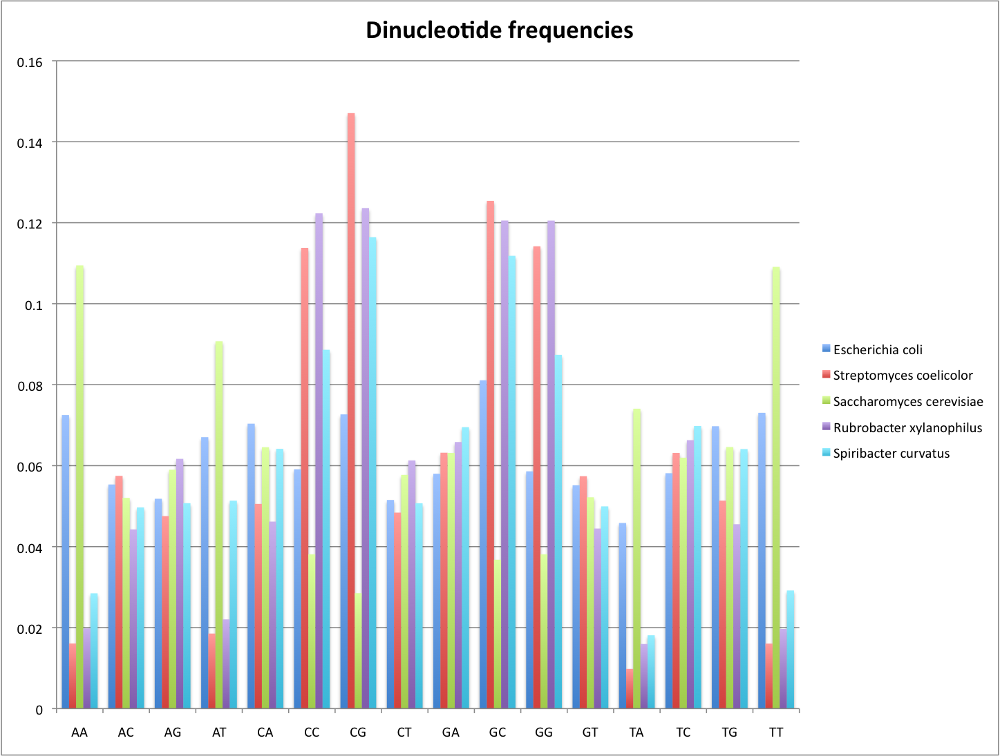 Dinucleotide frequencies
0.16
0.14
0.12
0.1
0.08
0.06
0.04
0.02
0
AA AC AG AT CA CC CG CT GA GC GG GT TA TC TG TT
Escherichia coli
Streptomyces coelicolor
Saccharomyces cerevisiae
Rubrobacter xylanophilus
Spiribacter curvatus